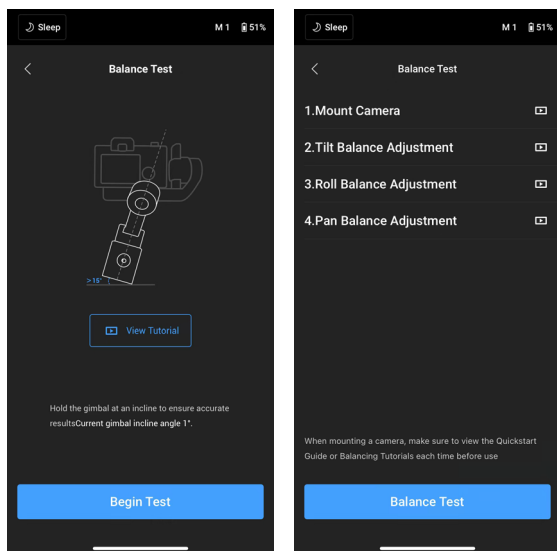 Sleep
M 1 51%
Balance Test
> 15°
View Tutorial
Hold the gimbal at an incline to ensure accurate
resultsCurrent gimbal incline angle 1°.
Begin Test
Sleep
M 1 51%
Balance Test
1.Mount Camera
2.Tilt Balance Adjustment
3.Roll Balance Adjustment
4.Pan Balance Adjustment
When mounting a camera, make sure to view the Quickstart
Guide or Balancing Tutorials each time before use
Balance Test